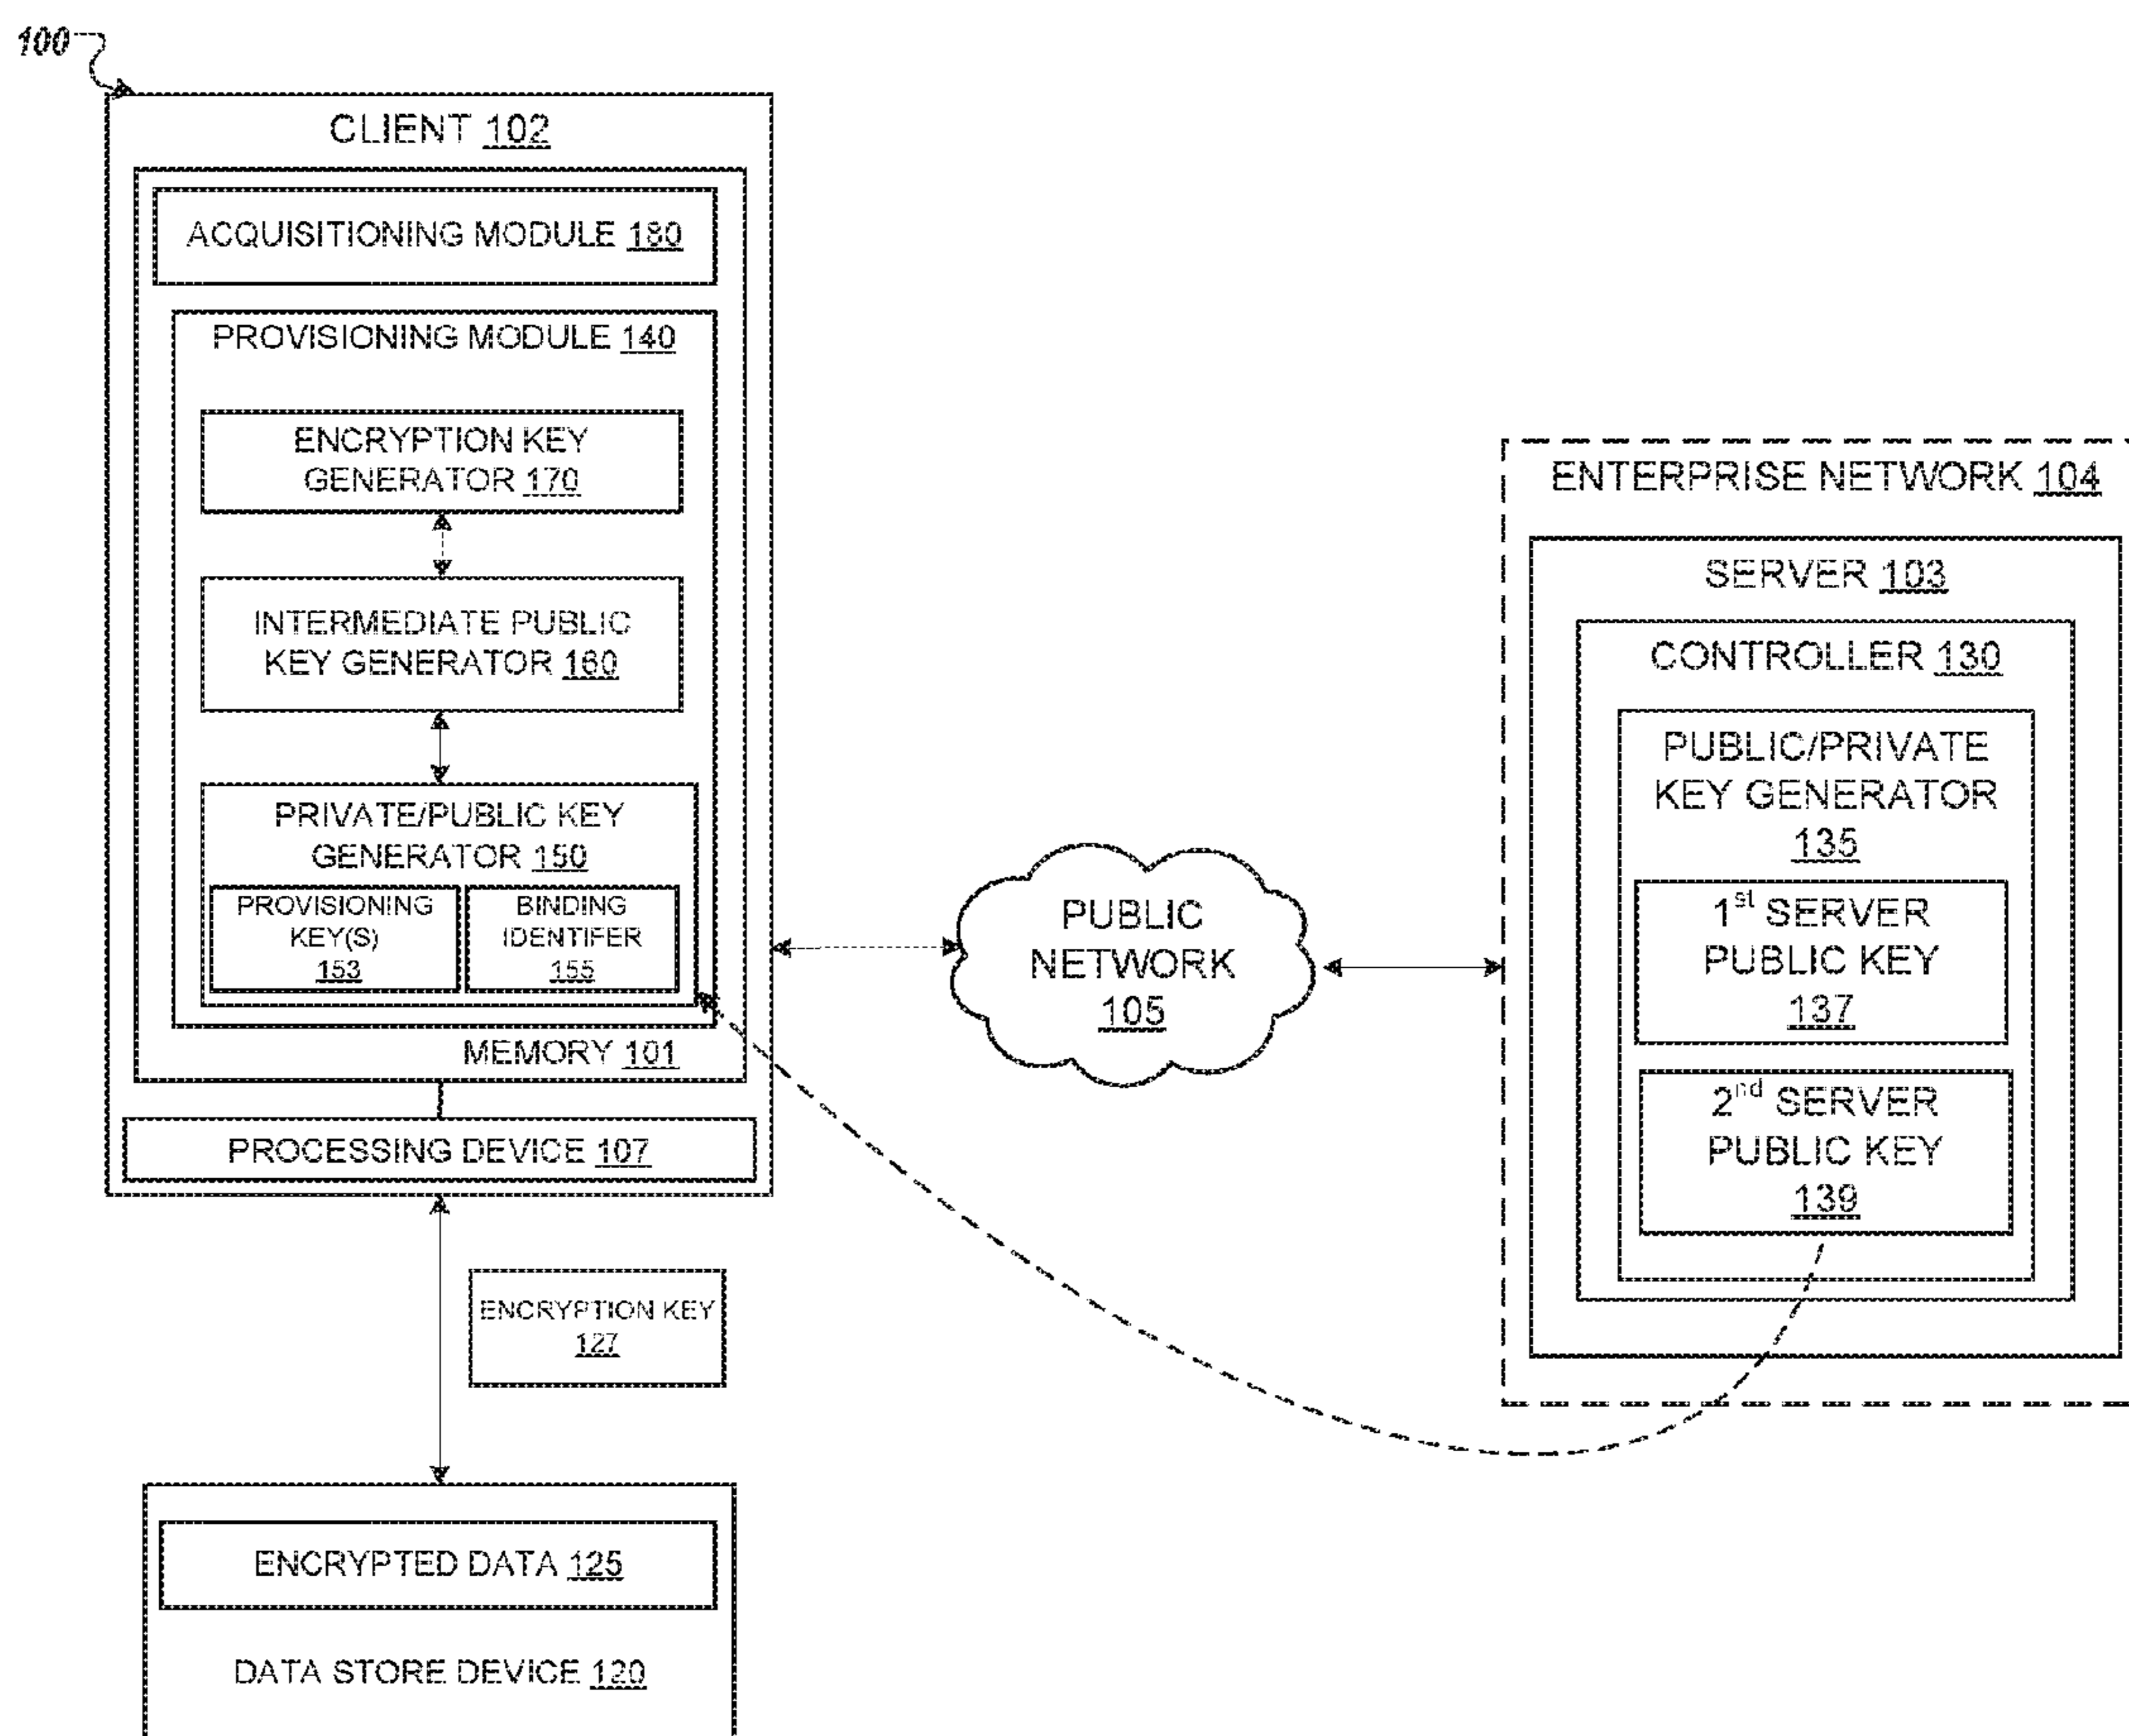 100
CLIENT 102
ACQUISITIONING MODULE 180
PROVISIONING MODULE 140
ENCRYPTION KEY
GENERATOR 170
INTERMEDIATE PUBLIC
KEY GENERATOR 160
PRIVATE/PUBLIC KEY
GENERATOR 150
PROVISIONING
KEY(S)
153
BINDING
IDENTIFER
155
MEMORY 101
PROCESSING DEVICE 107
ENCRYPTION KEY
127
ENCRYPTED DATA 125
DATA STORE DEVICE 120
PUBLIC
NETWORK
105
ENTERPRISE NETWORK 104
SERVER 103
CONTROLLER 130
PUBLIC/PRIVATE
KEY GENERATOR
135
1st SERVER
PUBLIC KEY
137
2nd SERVER
PUBLIC KEY
139